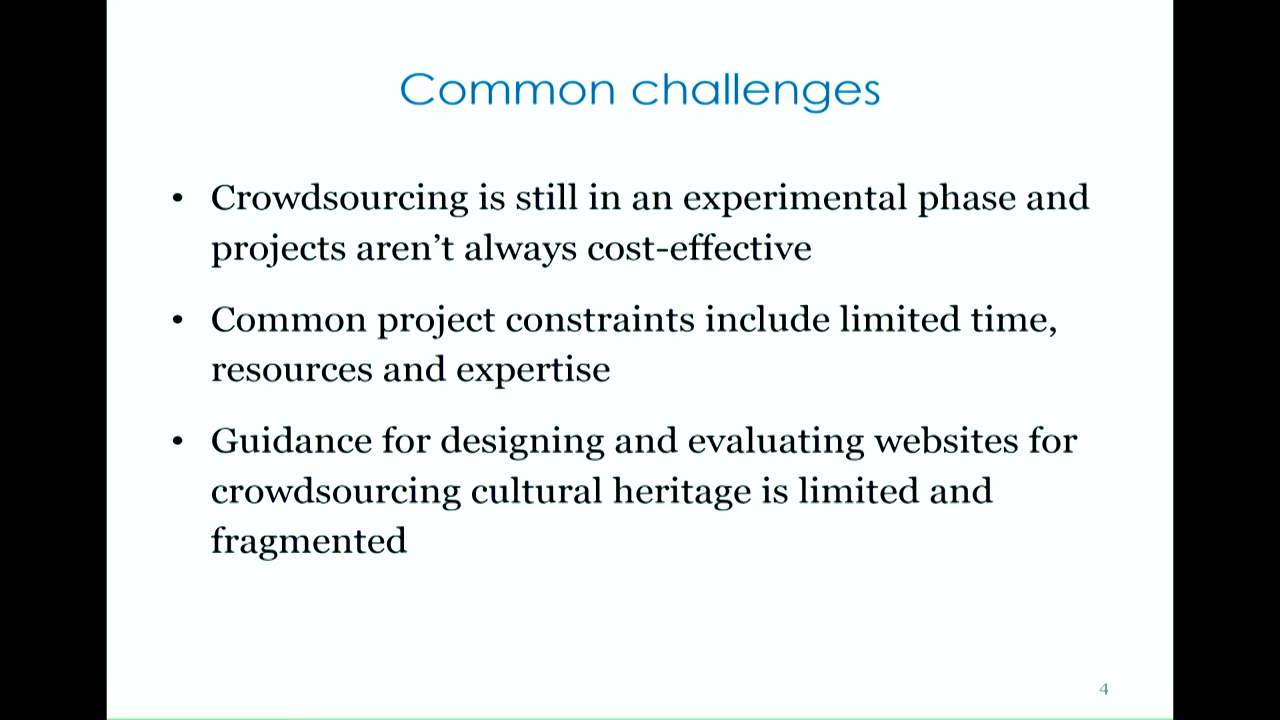 Common challenges
• Crowdsourcing is still in an experimental phase and
projects aren’t always cost-effective
• Common project constraints include limited time,
resources and expertise
• Guidance for designing and evaluating websites for
crowdsourcing cultural heritage is limited and
fragmented
4